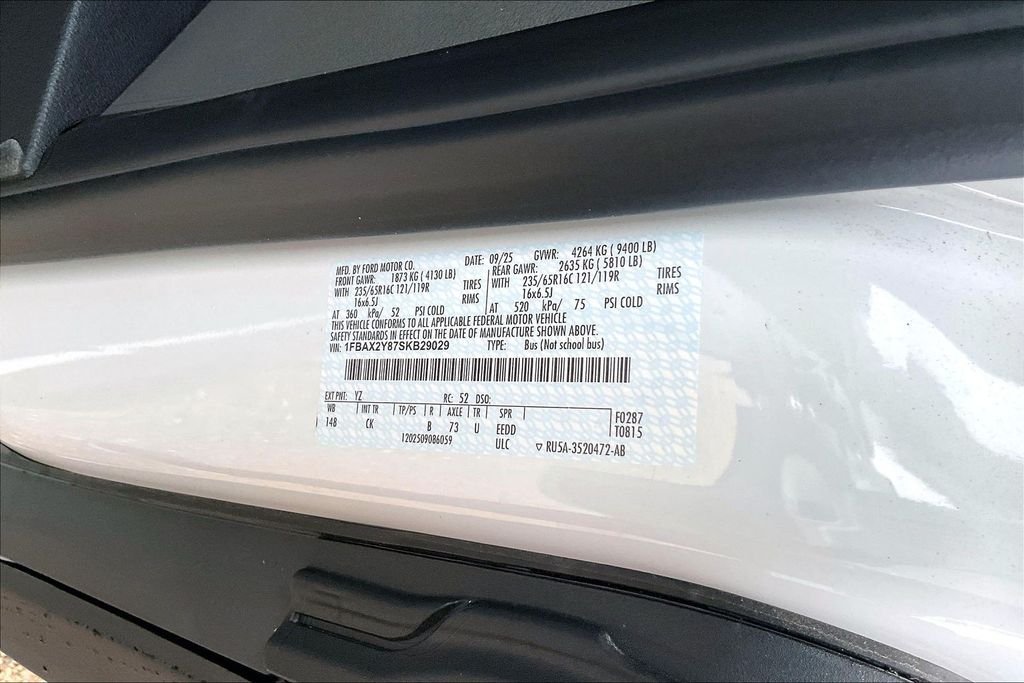 MFD. BY FORD MOTOR CO. DATE: 09/25 GVWR: 4264 KG ( 9400 LB)
FRONT GAWR: 1873 KG ( 4130 LB) REAR GAWR: 2635 KG ( 5810 LB)
WITH 235/65R16C 121/119R TIRES WITH 235/65R16C 121/119R TIRES
16x6.5J RIMS 16x6.5J RIMS
AT 360 kPa/ 52 PSI COLD AT 520 kPa/ 75 PSI COLD
THIS VEHICLE CONFORMS TO ALL APPLICABLE FEDERAL MOTOR VEHICLE
SAFETY STANDARDS IN EFFECT ON THE DATE OF MANUFACTURE SHOWN ABOVE.
VIN: 1FBAX2Y87SKB29029 TYPE: Bus (Not school bus)
EXT PNT: YZ RC: 52 DSO:
WB INT TR TP/PS R AXLE TR SPR F0287
148 CK B 73 U EEDD T0815
1202509086059 ULC ▽ RU5A-3520472-AB